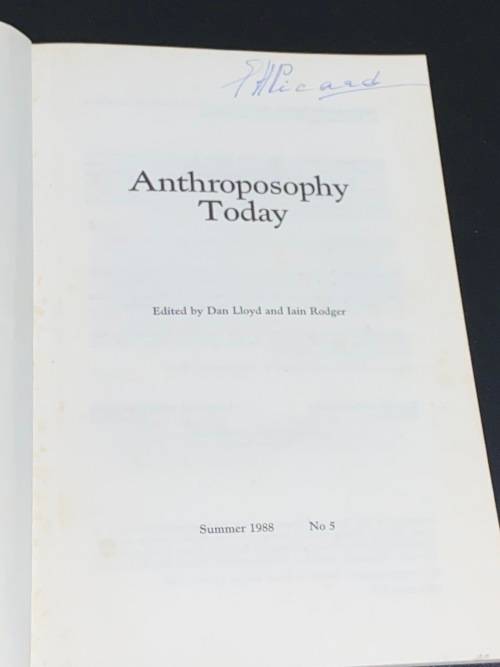 Picard
Anthroposophy
Today
Edited by Dan Lloyd and Iain Rodger
Summer 1988 No 5